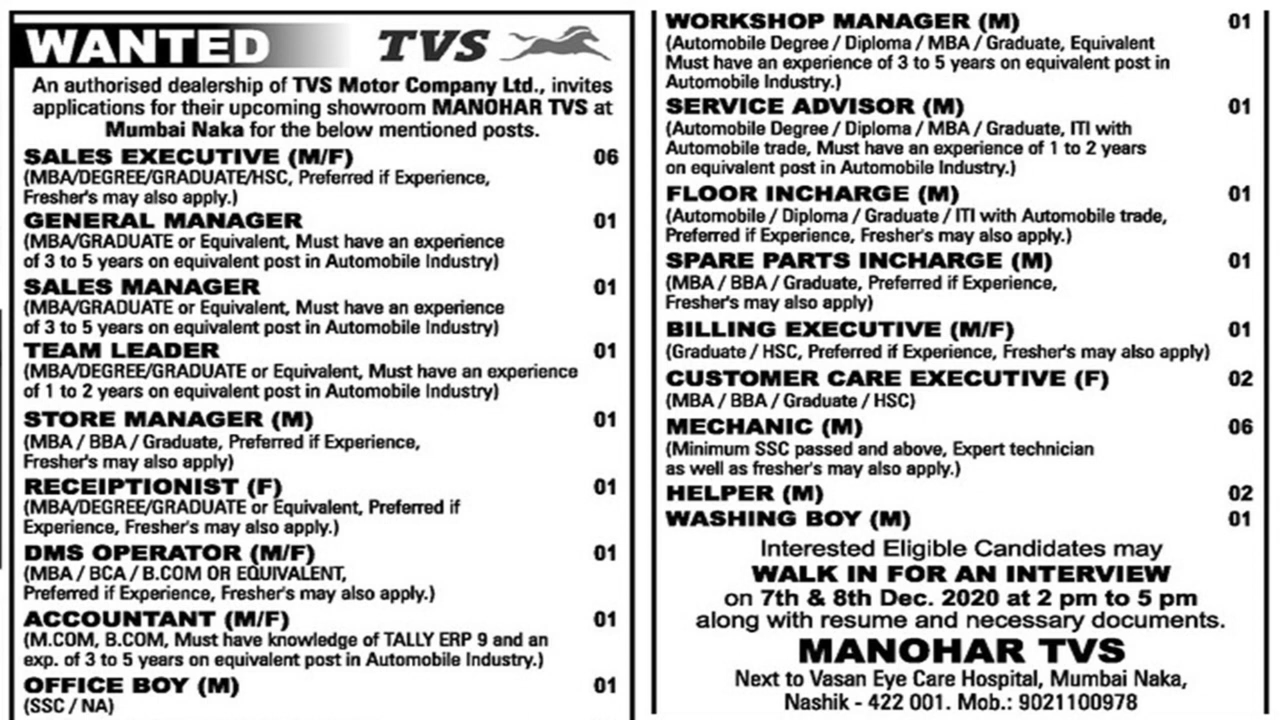 WANTED TVS
An authorised dealership of TVS Motor Company Ltd., invites
applications for their upcoming showroom MANOHAR TVS at
Mumbai Naka for the below mentioned posts.
SALES EXECUTIVE (M/F) 06
(MBA/DEGREE/GRADUATE/HSC, Preferred if Experience,
Fresher's may also apply.)
GENERAL MANAGER 01
(MBA/GRADUATE or Equivalent, Must have an experience
of 3 to 5 years on equivalent post in Automobile Industry)
SALES MANAGER 01
(MBA/GRADUATE or Equivalent, Must have an experience
of 3 to 5 years on equivalent post in Automobile Industry)
TEAM LEADER 01
(MBA/DEGREE/GRADUATE or Equivalent, Must have an experience
of 1 to 2 years on equivalent post in Automobile Industry)
STORE MANAGER (M) 01
(MBA / BBA / Graduate, Preferred if Experience,
Fresher's may also apply)
RECEIPTIONIST (F) 01
(MBA/DEGREE/GRADUATE or Equivalent, Preferred if
Experience, Fresher's may also apply.)
DMS OPERATOR (M/F) 01
(MBA / BCA / B.COM OR EQUIVALENT,
Preferred if Experience, Fresher's may also apply.)
ACCOUNTANT (M/F) 01
(M.COM, B.COM, Must have knowledge of TALLY ERP 9 and an
exp. of 3 to 5 years on equivalent post in Automobile Industry.)
OFFICE BOY (M) 01
(SSC / NA)
WORKSHOP MANAGER (M) 01
(Automobile Degree / Diploma / MBA / Graduate, Equivalent
Must have an experience of 3 to 5 years on equivalent post in
Automobile Industry.)
SERVICE ADVISOR (M) 01
(Automobile Degree / Diploma / MBA / Graduate, ITI with
Automobile trade, Must have an experience of 1 to 2 years
on equivalent post in Automobile Industry.)
FLOOR INCHARGE (M) 01
(Automobile / Diploma / Graduate / ITI with Automobile trade,
Preferred if Experience, Fresher's may also apply.)
SPARE PARTS INCHARGE (M) 01
(MBA / BBA / Graduate, Preferred if Experience,
Fresher's may also apply)
BILLING EXECUTIVE (M/F) 01
(Graduate / HSC, Preferred if Experience, Fresher's may also apply)
CUSTOMER CARE EXECUTIVE (F) 02
(MBA / BBA / Graduate / HSC)
MECHANIC (M) 06
(Minimum SSC passed and above, Expert technician
as well as fresher's may also apply.)
HELPER (M) 02
WASHING BOY (M) 01
Interested Eligible Candidates may
WALK IN FOR AN INTERVIEW
on 7th & 8th Dec. 2020 at 2 pm to 5 pm
along with resume and necessary documents.
MANOHAR TVS
Next to Vasan Eye Care Hospital, Mumbai Naka,
Nashik - 422 001. Mob.: 9021100978